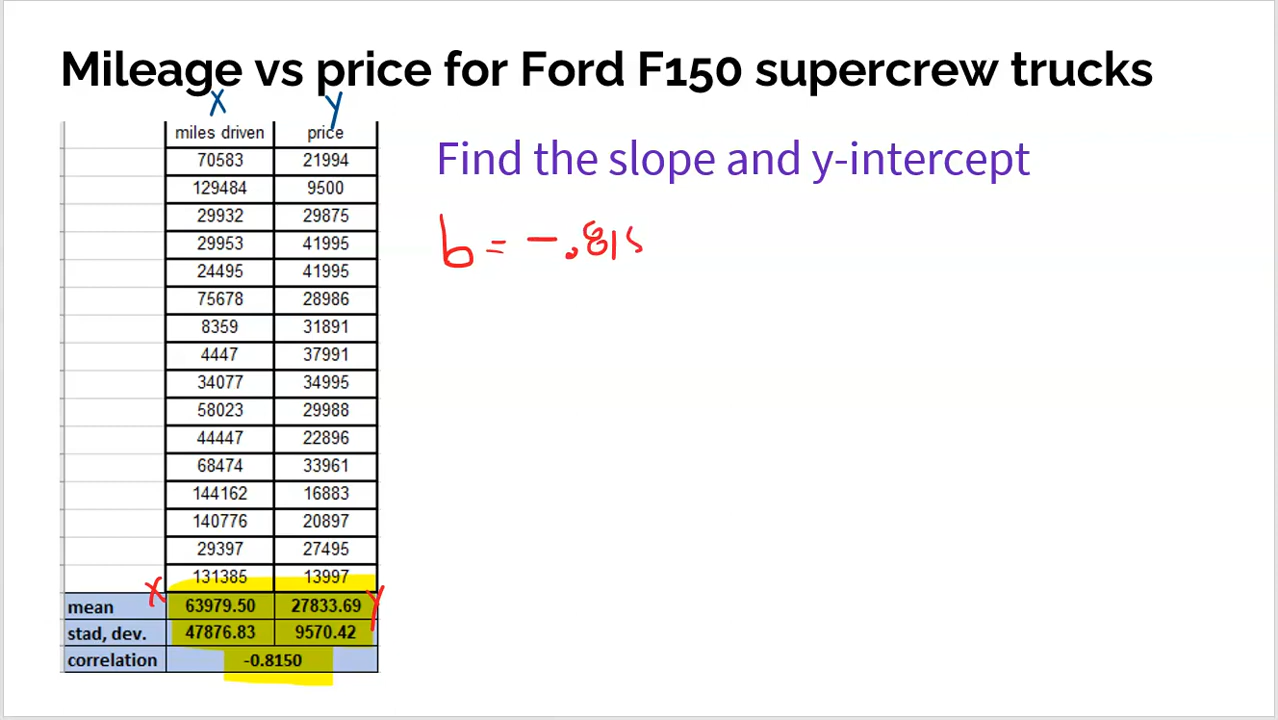 Mileage vs price for Ford F150 supercrew trucks
x y
miles driven price
70583 21994
129484 9500
29932 29875
29953 41995
24495 41995
75678 28986
8359 31891
4447 37991
34077 34995
58023 29988
44447 22896
68474 33961
144162 16883
140776 20897
29397 27495
131385 13997
x y
mean 63979.50 27833.69
stad, dev. 47876.83 9570.42
correlation -0.8150
Find the slope and y-intercept
b = -.815